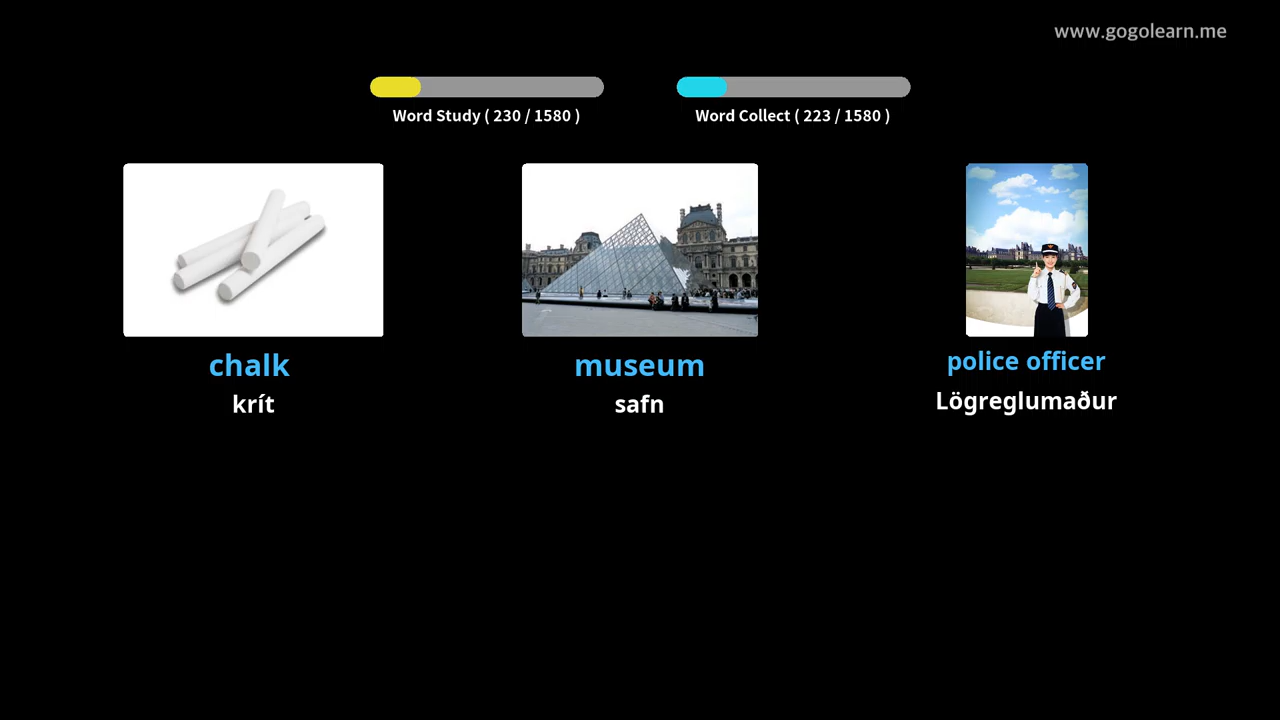 www.gogolearn.me
Word Study ( 230 / 1580 )
Word Collect ( 223 / 1580 )
chalk
krít
museum
safn
police officer
Lögreglumaður